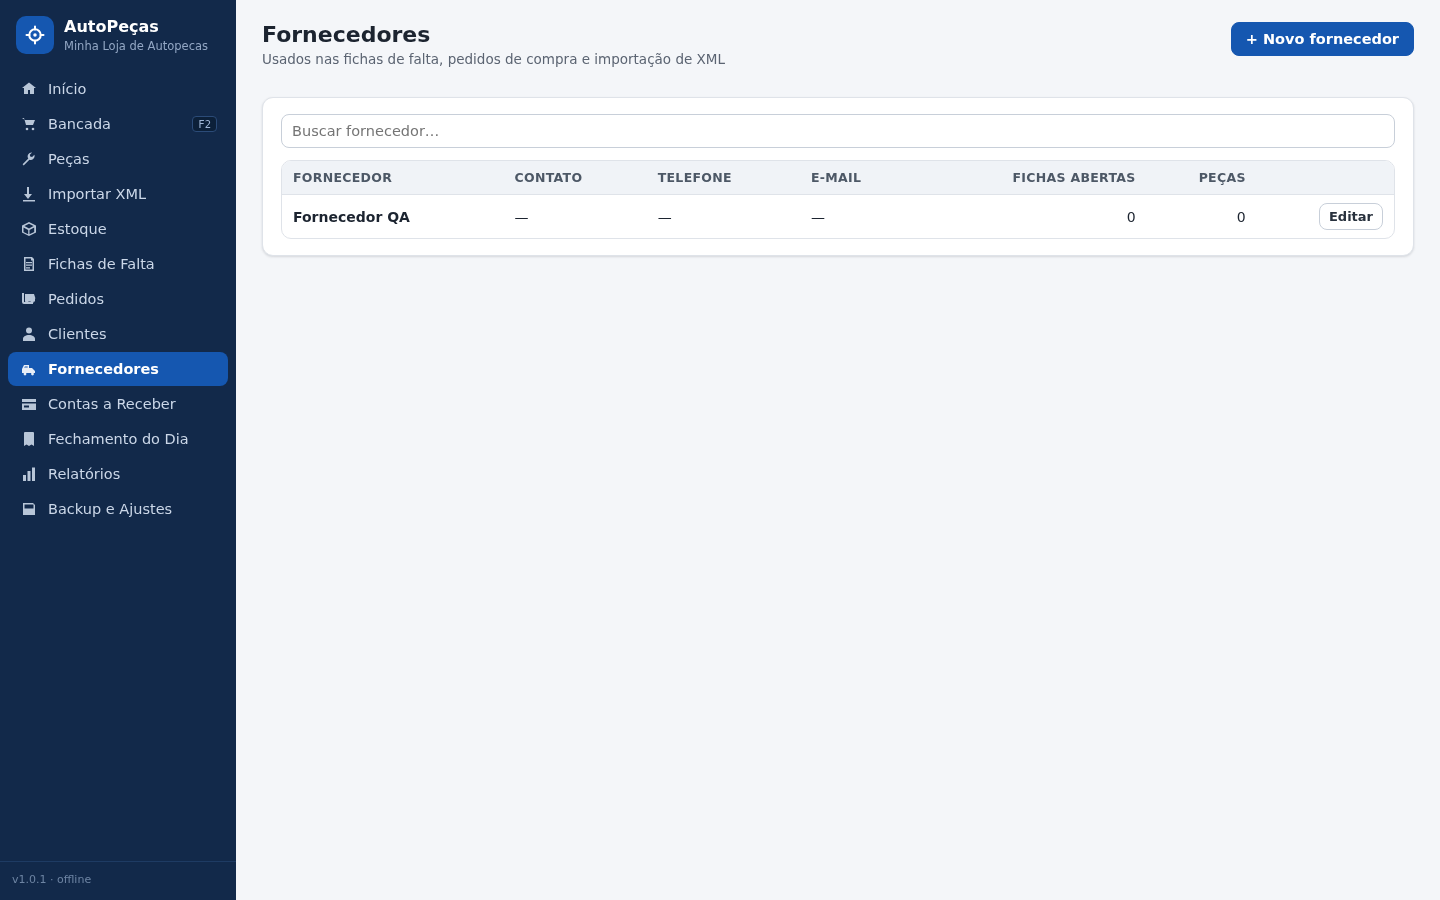 AutoPeças
Minha Loja de Autopecas
Início
Bancada F2
Peças
Importar XML
Estoque
Fichas de Falta
Pedidos
Clientes
Fornecedores
Contas a Receber
Fechamento do Dia
Relatórios
Backup e Ajustes
v1.0.1 · offline
Fornecedores
Usados nas fichas de falta, pedidos de compra e importação de XML
+ Novo fornecedor
Buscar fornecedor…
FORNECEDOR CONTATO TELEFONE E-MAIL FICHAS ABERTAS PEÇAS
Fornecedor QA — — — 0 0 Editar